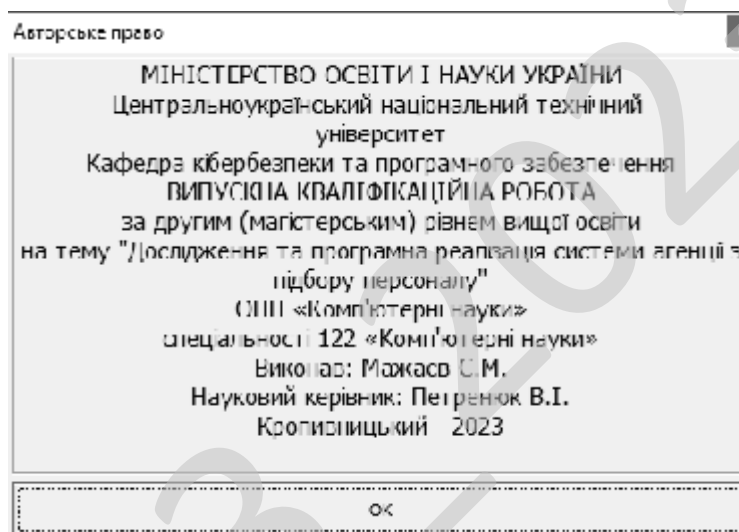 Авторське право
МІНІСТЕРСТВО ОСВІТИ І НАУКИ УКРАЇНИ
Центральноукраїнський національний технічний
університет
Кафедра кібербезпеки та програмного забезпечення
ВИПУСКНА КВАЛІФІКАЦІЙНА РОБОТА
за другим (магістерським) рівнем вищої освіти
на тему "Дослідження та програмна реалізація системи агенції з
підбору персоналу"
ОПП «Комп'ютерні науки»
спеціальності 122 «Комп'ютерні науки»
Виконав: Мажаєв С.М.
Науковий керівник: Петренюк В.І.
Кропивницький 2023
ОК